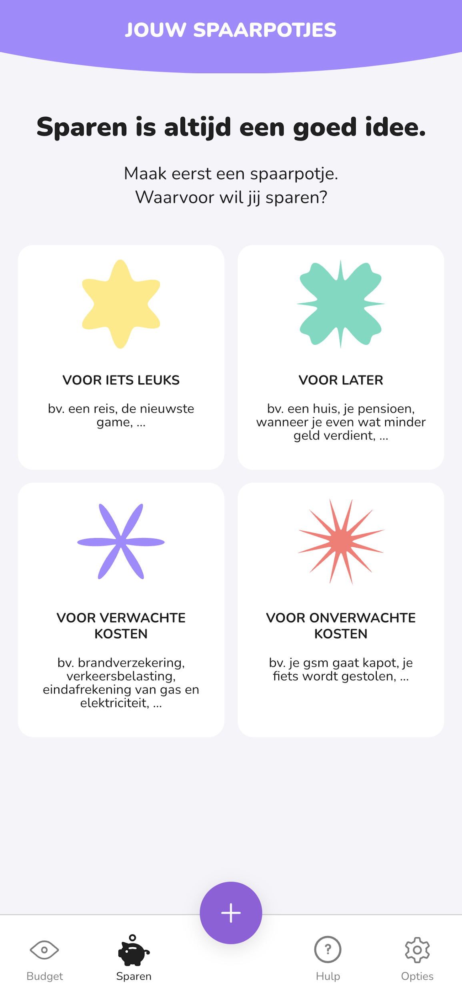 JOUW SPAARPOTJES
Sparen is altijd een goed idee.
Maak eerst een spaarpotje.
Waarvoor wil jij sparen?
VOOR IETS LEUKS
bv. een reis, de nieuwste
game, ...
VOOR LATER
bv. een huis, je pensioen,
wanneer je even wat minder
geld verdient, ...
VOOR VERWACHTE
KOSTEN
bv. brandverzekering,
verkeersbelasting,
eindafrekening van gas en
elektriciteit, ...
VOOR ONVERWACHTE
KOSTEN
bv. je gsm gaat kapot, je
fiets wordt gestolen, ...
Budget
Sparen
Hulp
Opties